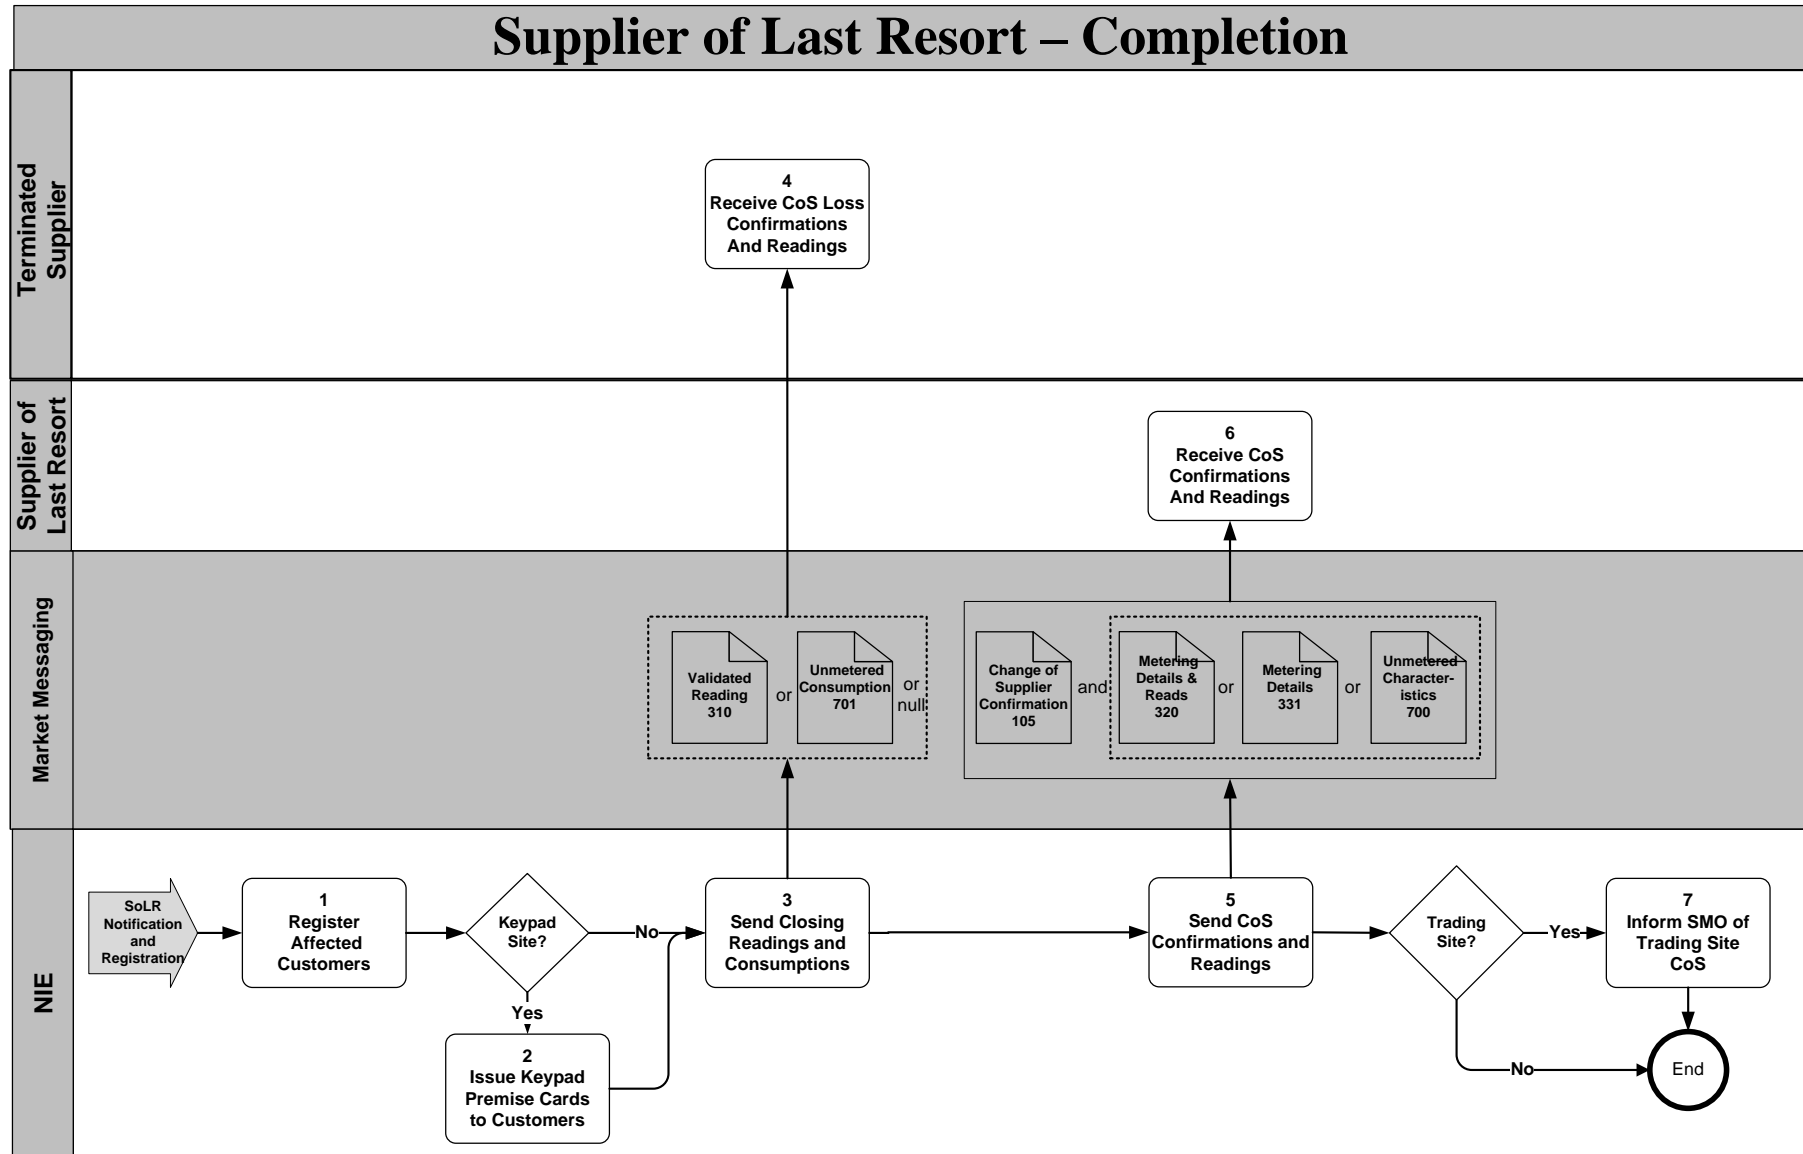 Supplier of Last Resort – Completion
Terminated
Supplier
4
Receive CoS Loss
Confirmations
And Readings
Supplier of
Last Resort
6
Receive CoS
Confirmations
And Readings
Market Messaging
Validated
Reading
310
or
Unmetered
Consumption
701
or
null
Change of
Supplier
Confirmation
105
and
Metering
Details &
Reads
320
or
Metering
Details
331
or
Unmetered
Character-
istics
700
NIE
SoLR
Notification
and
Registration
1
Register
Affected
Customers
Keypad
Site?
No
Yes
2
Issue Keypad
Premise Cards
to Customers
3
Send Closing
Readings and
Consumptions
5
Send CoS
Confirmations and
Readings
Trading
Site?
Yes
No
7
Inform SMO of
Trading Site
CoS
End